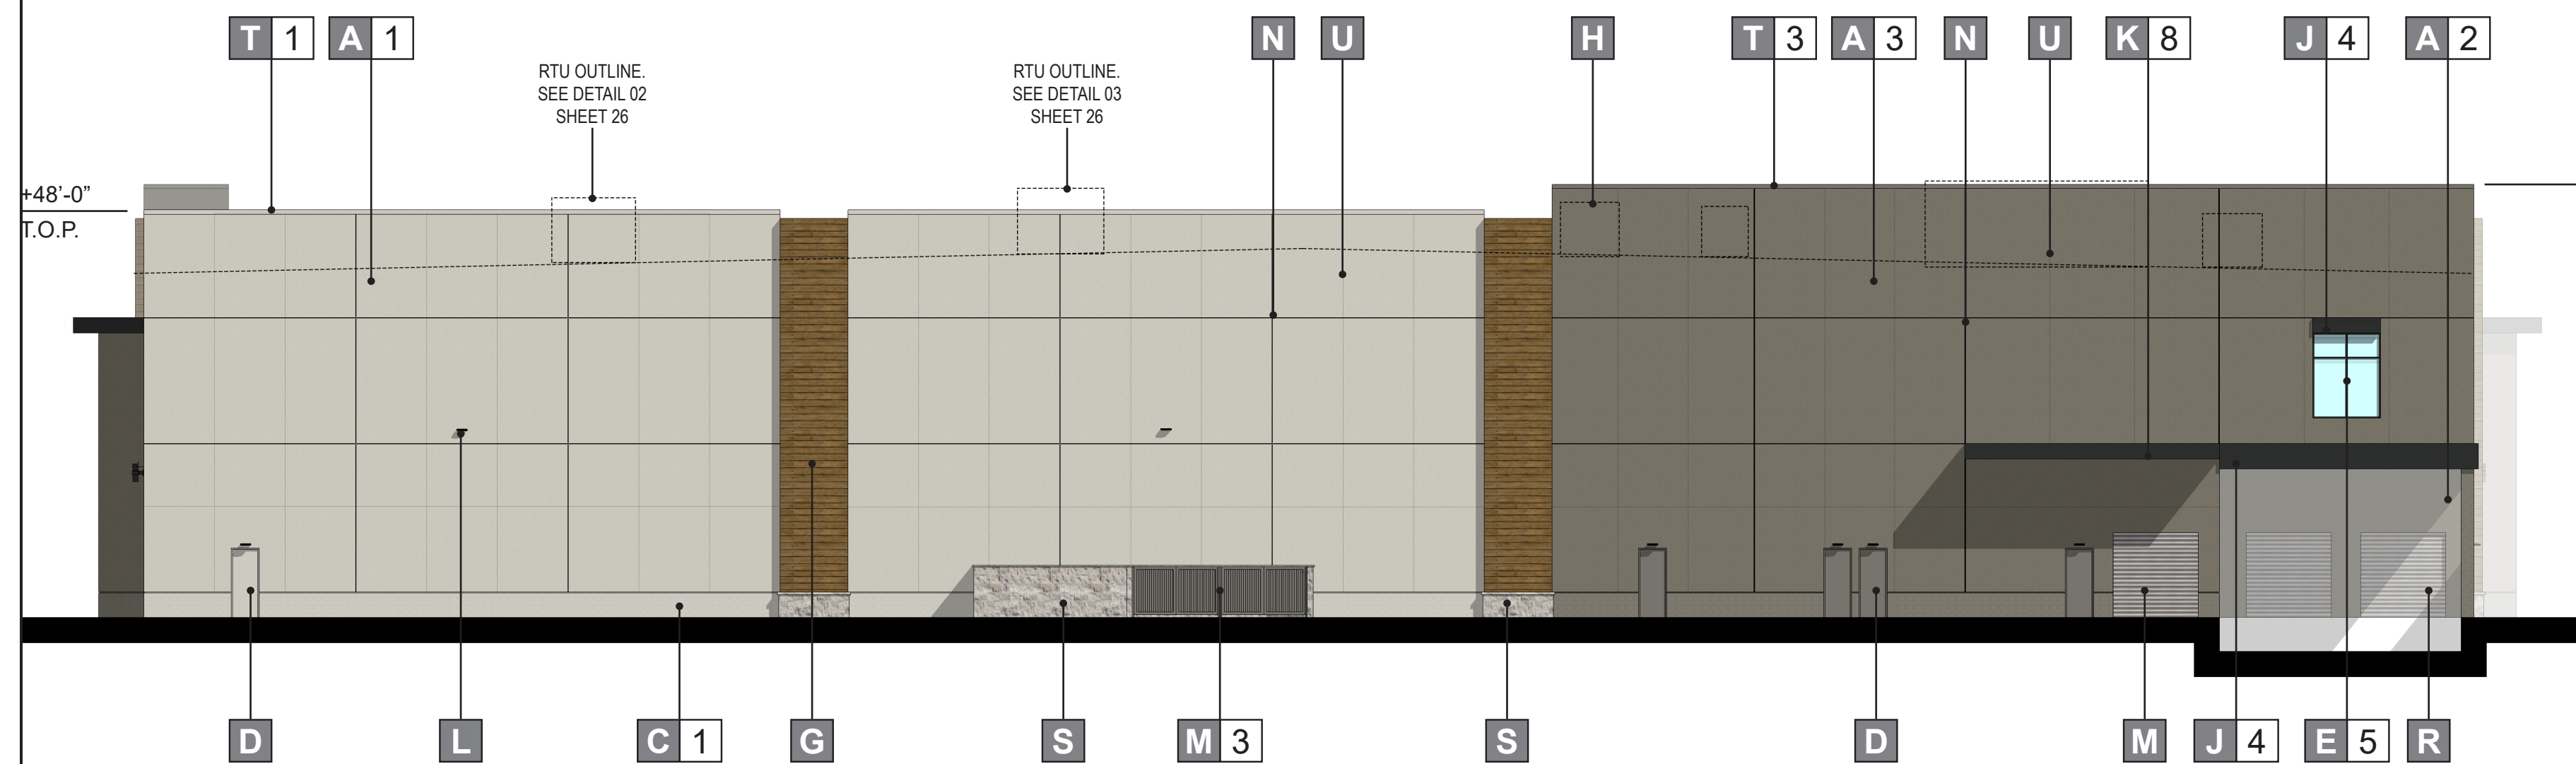 T 1 A 1 N U H T 3 A 3 N U K 8 J 4 A 2
RTU OUTLINE.
SEE DETAIL 02
SHEET 26
RTU OUTLINE.
SEE DETAIL 03
SHEET 26
+48'-0”
T.O.P.
D L C 1 G S M 3 S D M J 4 E 5 R